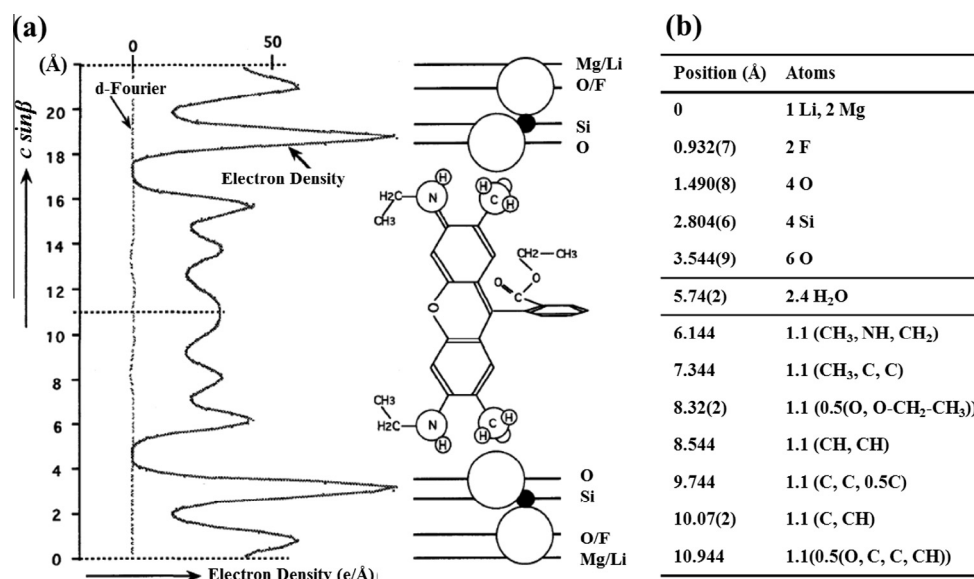 (a)
0 50
(Å)
d-Fourier
20
18
Electron Density
16
14
12
10
8
6
4
2
0
c sinβ
Electron Density (e/Å)
Mg/Li
O/F
Si
O
H
N
H2C
CH3
H
C
H
CH2-CH3
O
O
C
O
CH3
H2C
N
H
H
C
H
O
Si
O/F
Mg/Li
(b)
Position (Å) Atoms
0 1 Li, 2 Mg
0.932(7) 2 F
1.490(8) 4 O
2.804(6) 4 Si
3.544(9) 6 O
5.74(2) 2.4 H₂O
6.144 1.1 (CH₃, NH, CH₂)
7.344 1.1 (CH₃, C, C)
8.32(2) 1.1 (0.5(O, O-CH₂-CH₃))
8.544 1.1 (CH, CH)
9.744 1.1 (C, C, 0.5C)
10.07(2) 1.1 (C, CH)
10.944 1.1(0.5(O, C, C, CH))